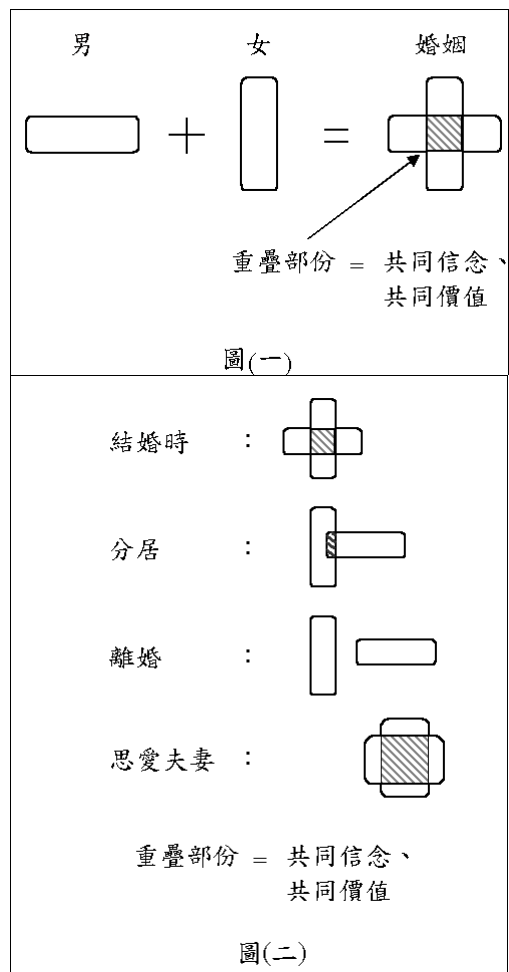 男 女 婚姻
+ =
重疊部份 = 共同信念、
共同價值
圖(一)
結婚時 :
分居 :
離婚 :
思愛夫妻 :
重疊部份 = 共同信念、
共同價值
圖(二)